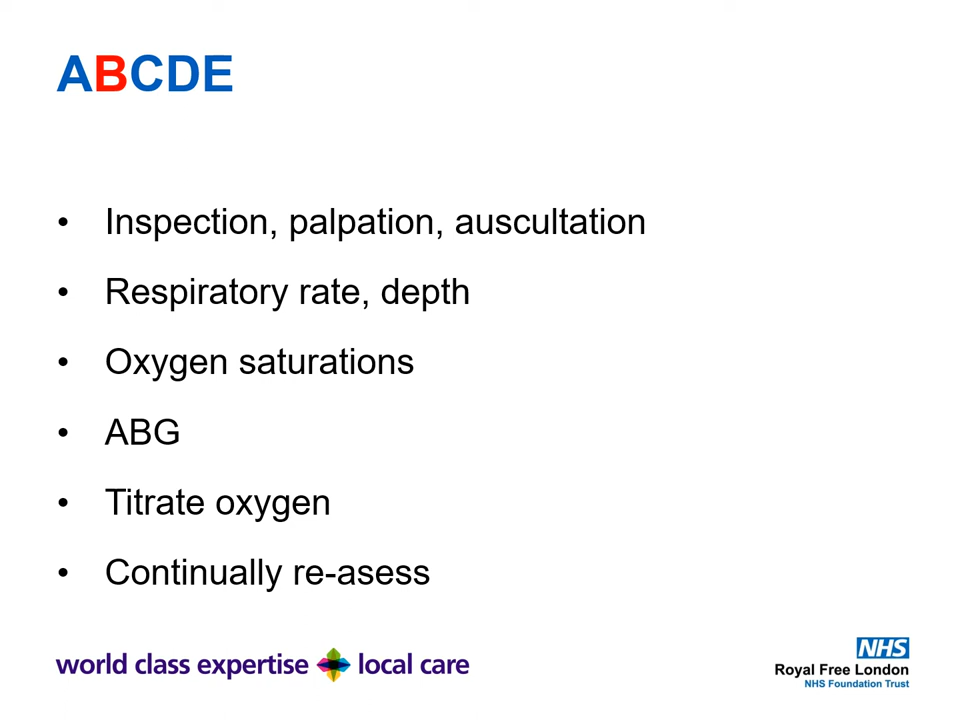 ABCDE
• Inspection, palpation, auscultation
• Respiratory rate, depth
• Oxygen saturations
• ABG
• Titrate oxygen
• Continually re-asess
world class expertise local care
NHS
Royal Free London
NHS Foundation Trust